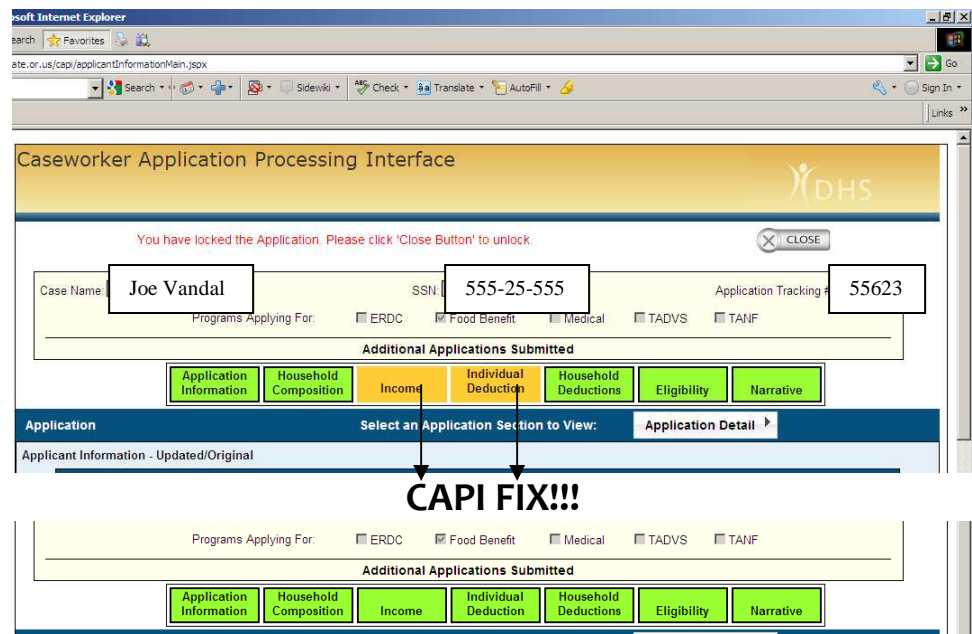 osoft Internet Explorer
earch Favorites
ate.or.us/capi/applicantInformationMain.jspx Go
Search Sidewiki Check Translate AutoFill Sign In
Links »
Caseworker Application Processing Interface
DHS
You have locked the Application. Please click 'Close Button' to unlock. CLOSE
Case Name: Joe Vandal SSN: 555-25-555 Application Tracking # 55623
Programs Applying For: ERDC Food Benefit Medical TADVS TANF
Additional Applications Submitted
Application Information Household Composition Income Individual Deduction Household Deductions Eligibility Narrative
Application Select an Application Section to View: Application Detail
Applicant Information - Updated/Original
CAPI FIX!!!
Programs Applying For: ERDC Food Benefit Medical TADVS TANF
Additional Applications Submitted
Application Information Household Composition Income Individual Deduction Household Deductions Eligibility Narrative